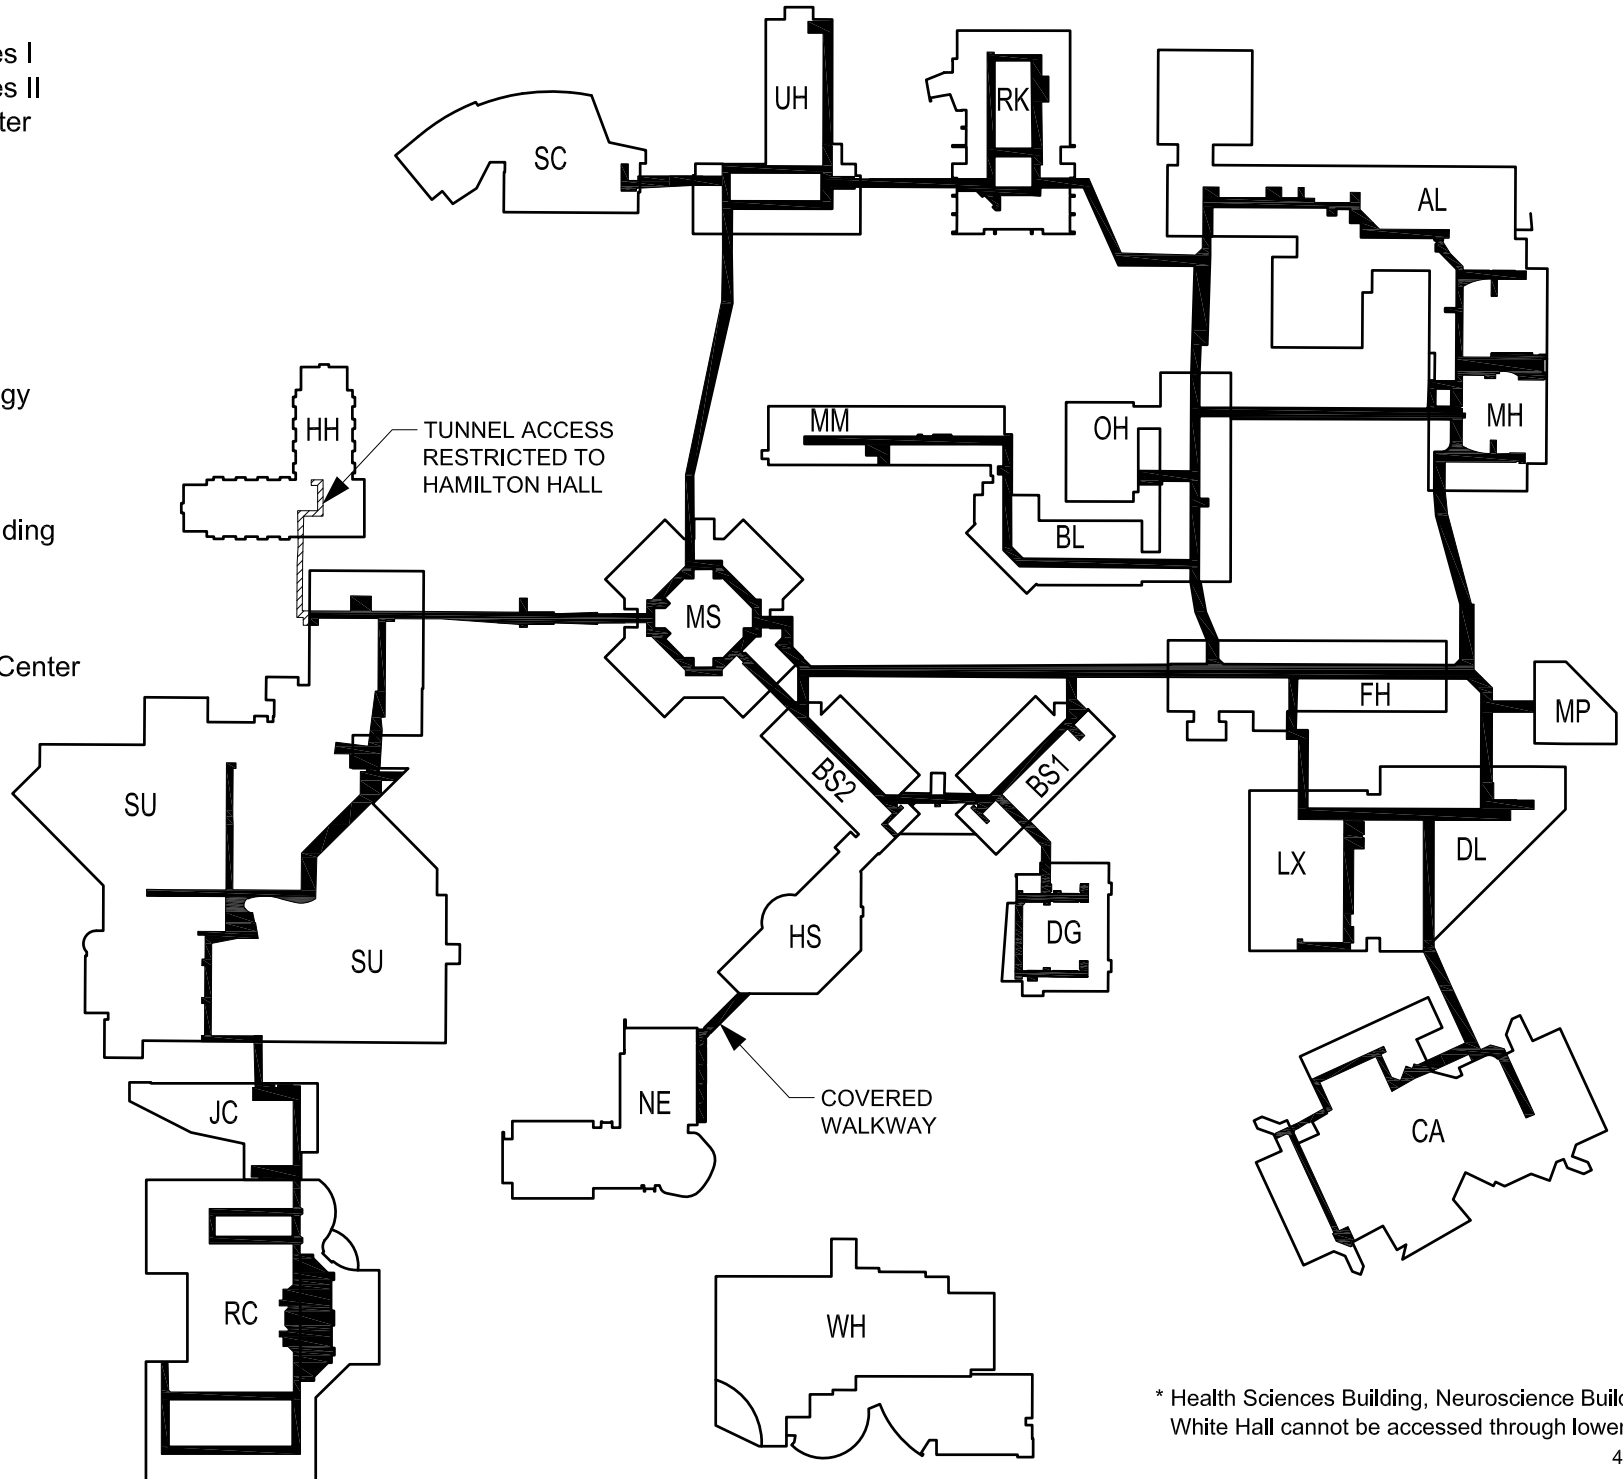 es I
es II
ter
gy
ding
Center
UH
RK
SC
AL
HH
TUNNEL ACCESS
RESTRICTED TO
HAMILTON HALL
MM
OH
MH
BL
MS
FH
MP
BS2
BS1
SU
LX
DL
HS
DG
SU
COVERED
WALKWAY
NE
JC
CA
RC
WH
* Health Sciences Building, Neuroscience Build
White Hall cannot be accessed through lower
4